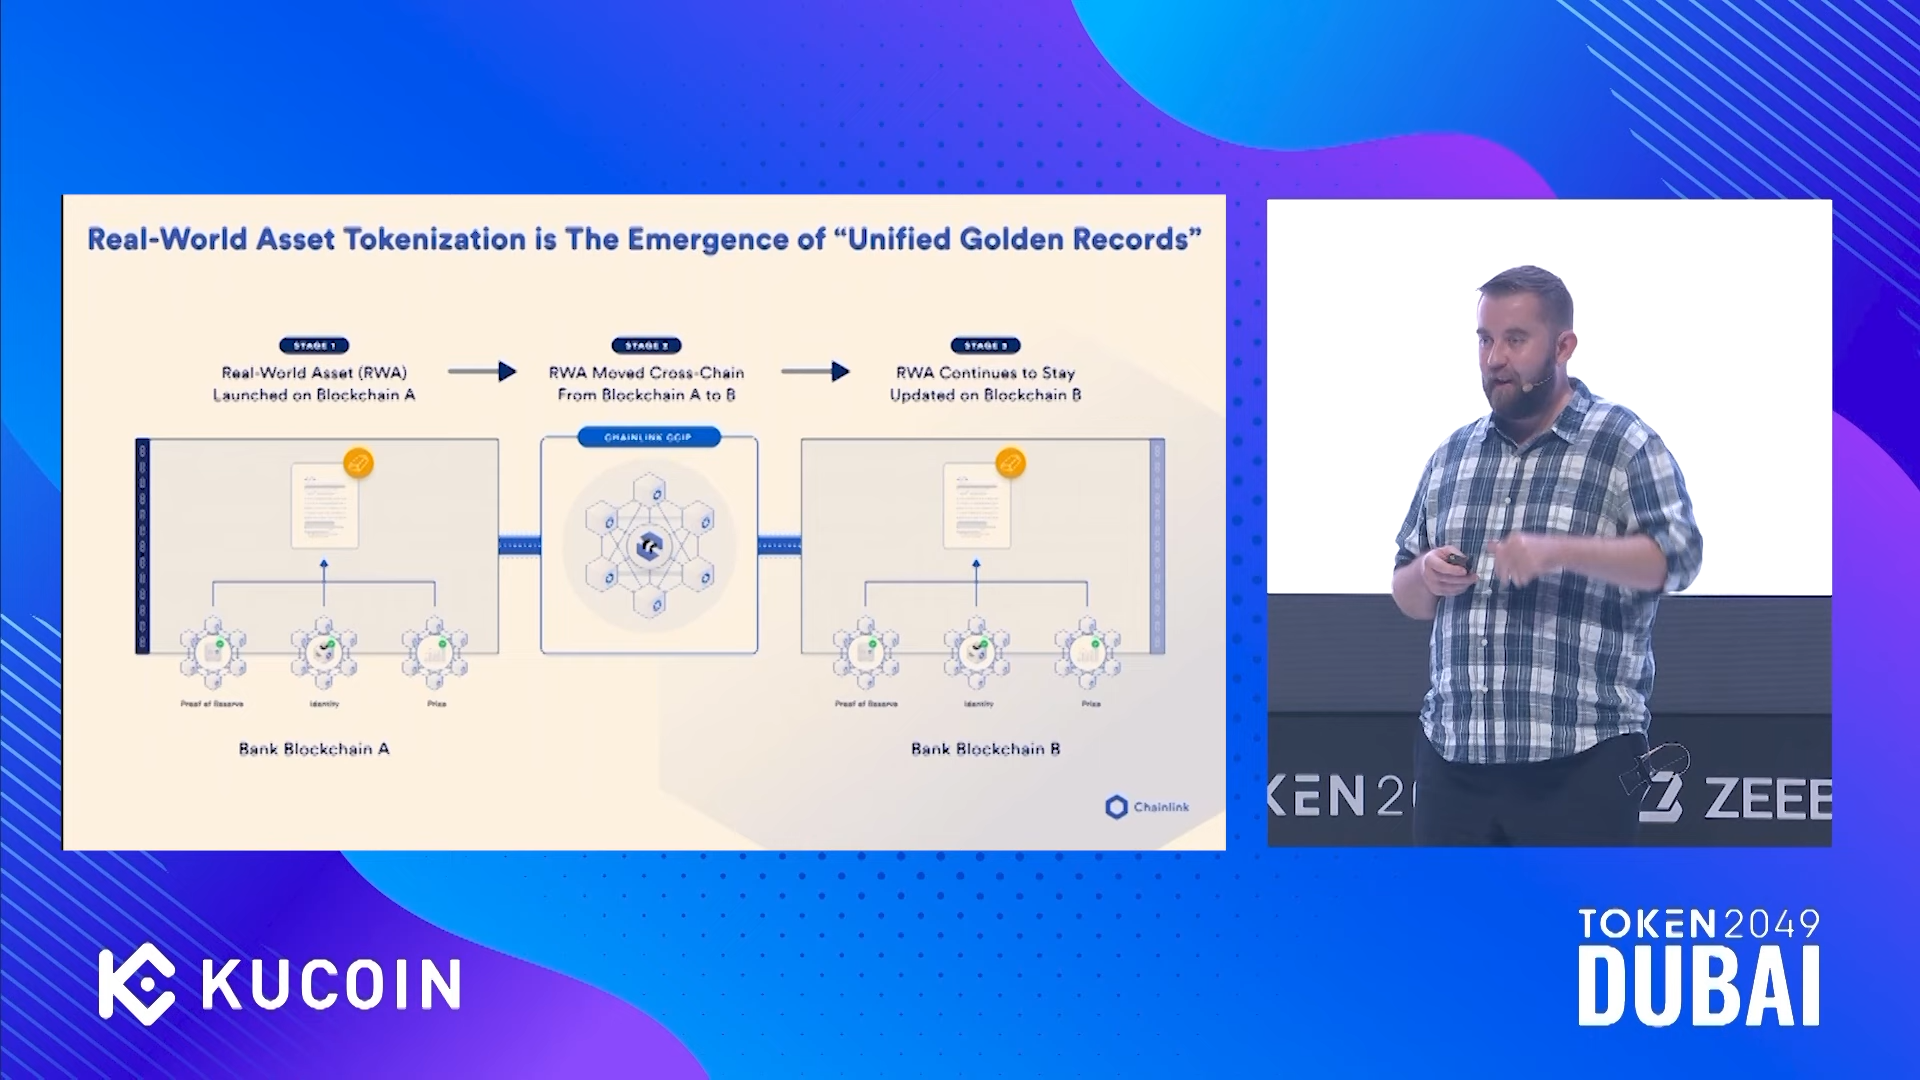 Real-World Asset Tokenization is The Emergence of “Unified Golden Records”
STAGE 1
Real-World Asset (RWA)
Launched on Blockchain A
STAGE 2
RWA Moved Cross-Chain
From Blockchain A to B
STAGE 3
RWA Continues to Stay
Updated on Blockchain B
CHAINLINK CCIP
Proof of Reserve
Identity
Price
Proof of Reserve
Identity
Price
Bank Blockchain A
Bank Blockchain B
Chainlink
KEN2
ZEEB
KUCOIN
TOKEN2049
DUBAI